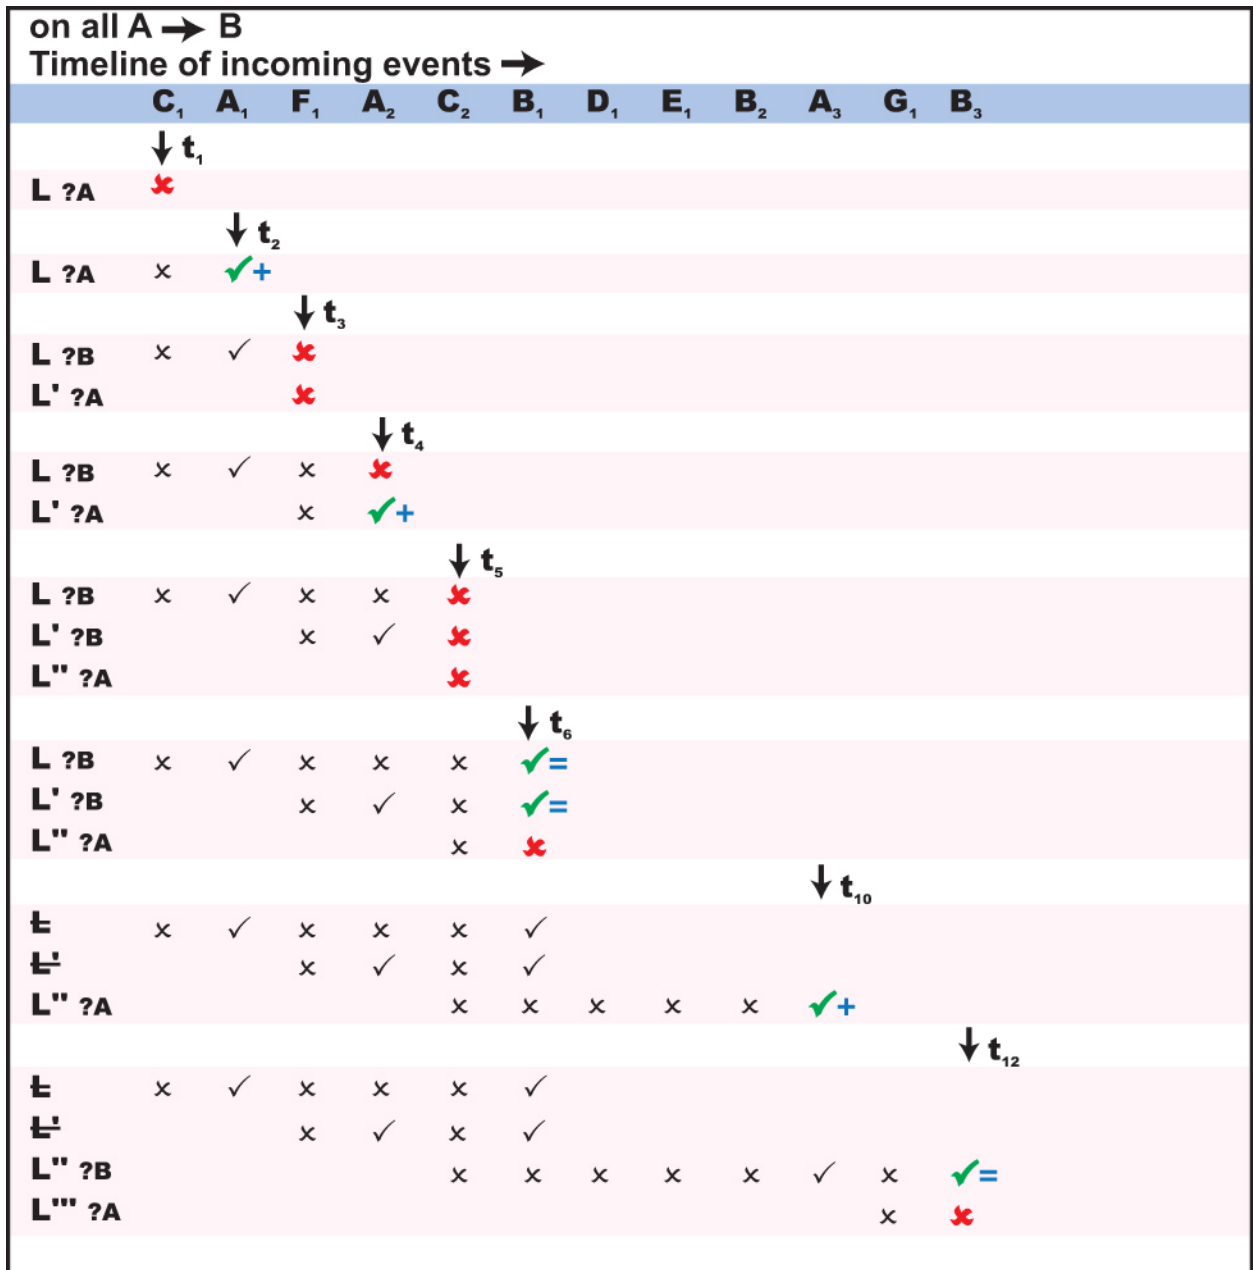 on all A → B
Timeline of incoming events →
C₁ A₁ F₁ A₂ C₂ B₁ D₁ E₁ B₂ A₃ G₁ B₃
↓ t₁
L ?A ✘
↓ t₂
L ?A × ✓+
↓ t₃
L ?B × ✓ ✘
L' ?A ✘
↓ t₄
L ?B × ✓ × ✘
L' ?A × ✓+
↓ t₅
L ?B × ✓ × × ✘
L' ?B × ✓ ✘
L'' ?A ✘
↓ t₆
L ?B × ✓ × × × ✓=
L' ?B × ✓ × ✓=
L'' ?A × ✘
↓ t₁₀
L × ✓ × × × ✓
L' × ✓ × ✓
L'' ?A × × × × × ✓+
↓ t₁₂
L × ✓ × × × ✓
L' × ✓ × ✓
L'' ?B × × × × × ✓ × ✓=
L''' ?A × ✘